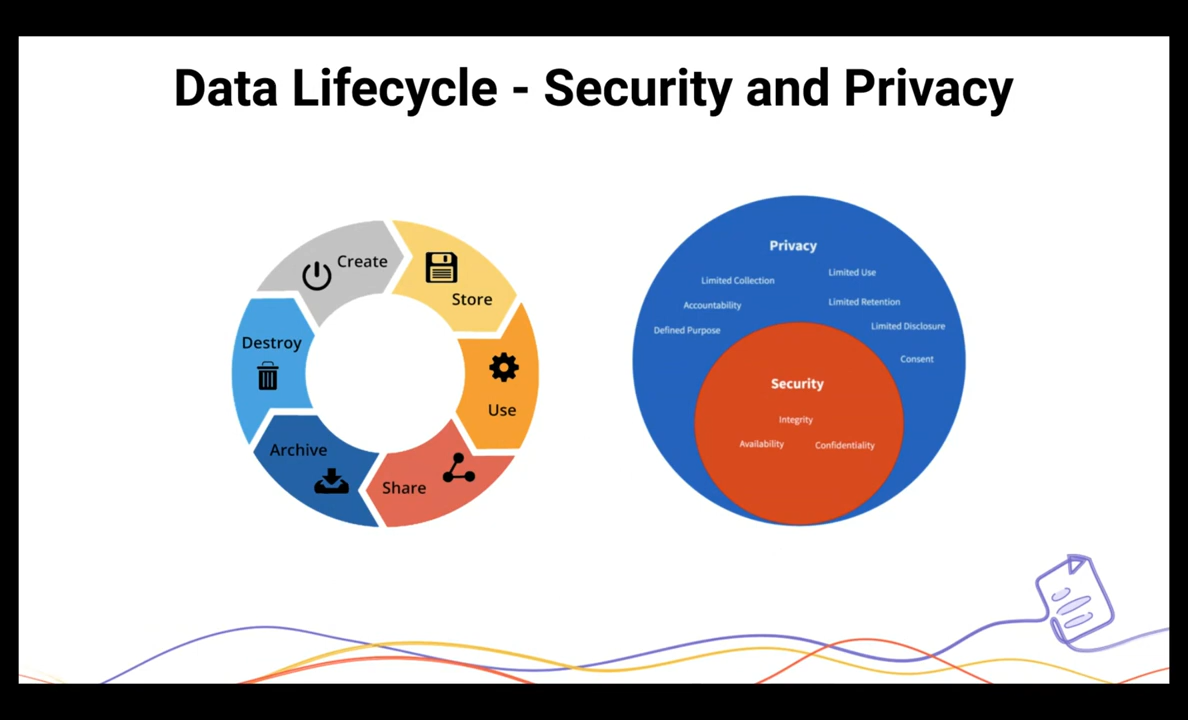 Data Lifecycle - Security and Privacy
Create
Store
Use
Share
Archive
Destroy
Privacy
Limited Collection
Limited Use
Accountability
Limited Retention
Defined Purpose
Limited Disclosure
Consent
Security
Integrity
Availability
Confidentiality